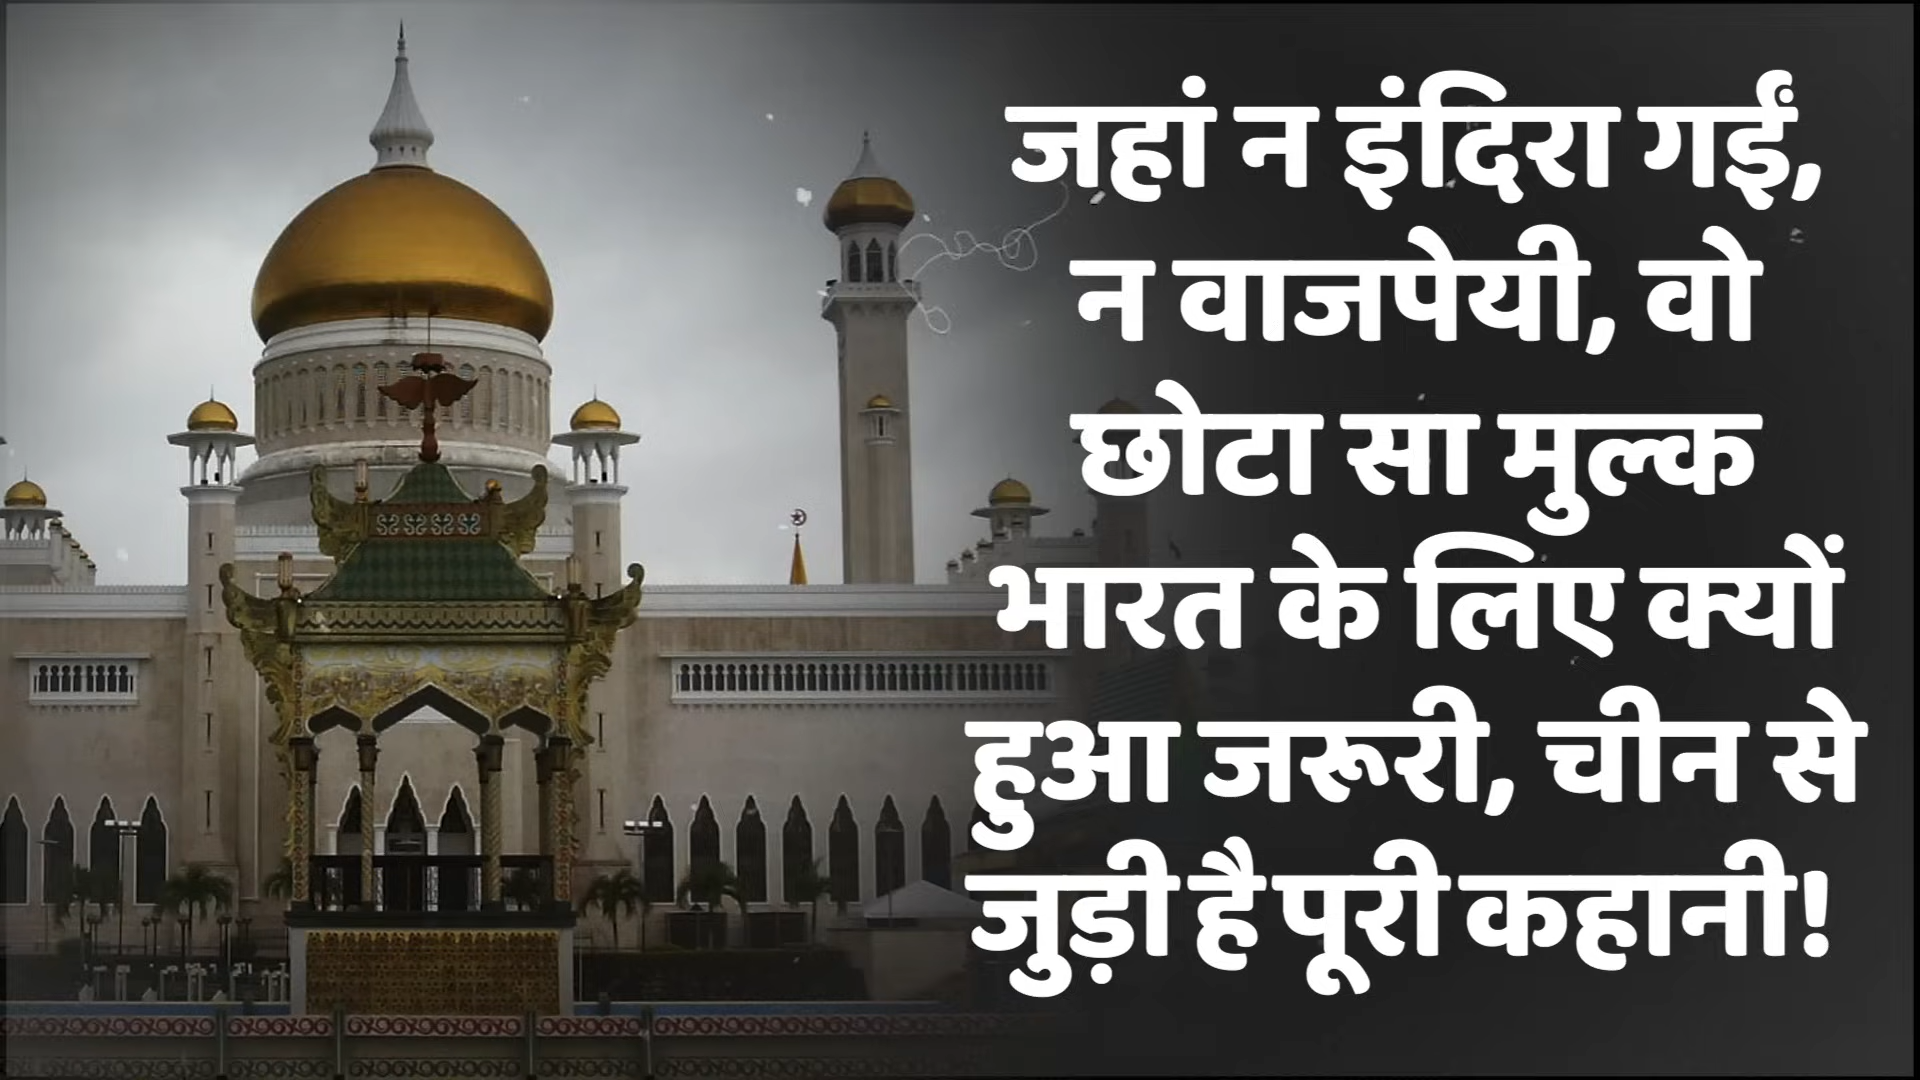 जहां न इंदिरा गईं,
न वाजपेयी, वो
छोटा सा मुल्क
भारत के लिए क्यों
हुआ जरूरी, चीन से
जुड़ी है पूरी कहानी!